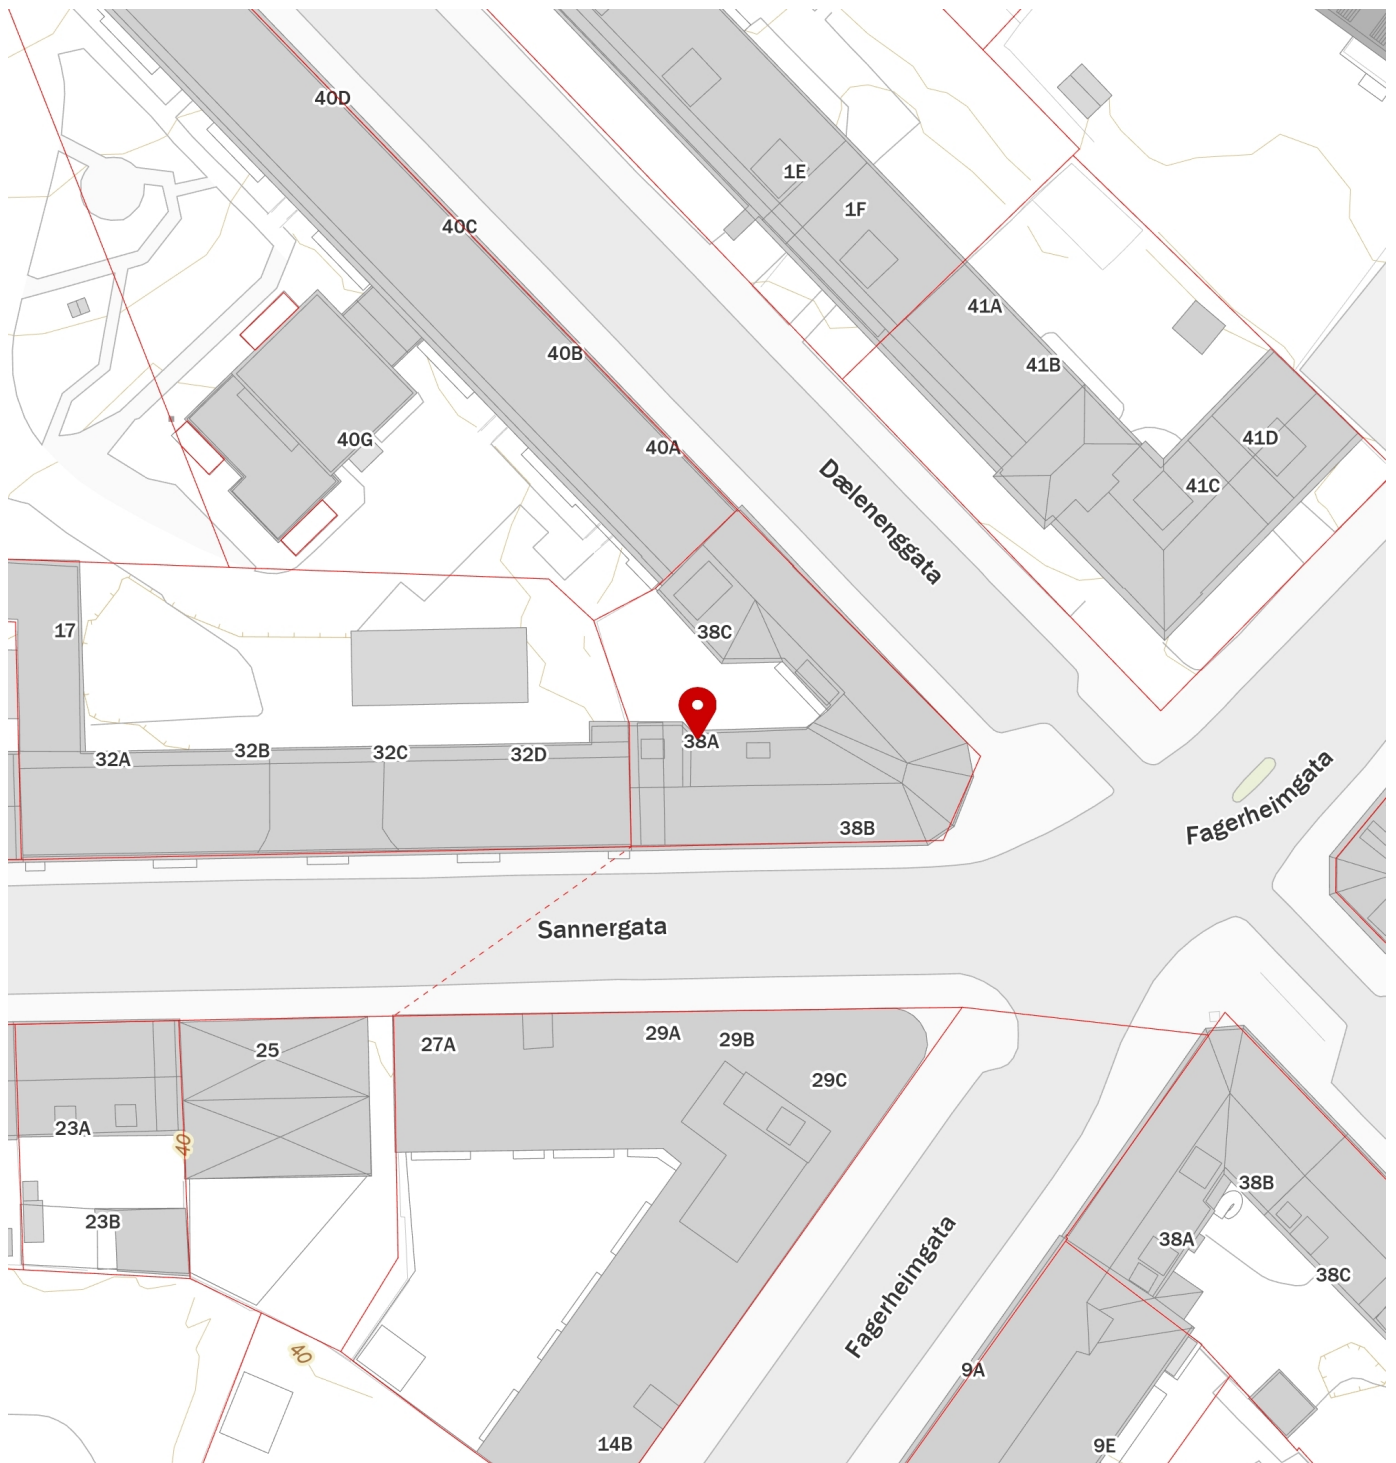 40D
1E
1F
40C
41A
40B
41B
40G
40A
41D
41C
Dælenenggata
17
38C
38A
32A
32B
32C
32D
38B
Fagerheimgata
Sannergata
27A
29A
29B
25
29C
23A
40
38B
23B
38A
38C
Fagerheimgata
40
9A
14B
9E